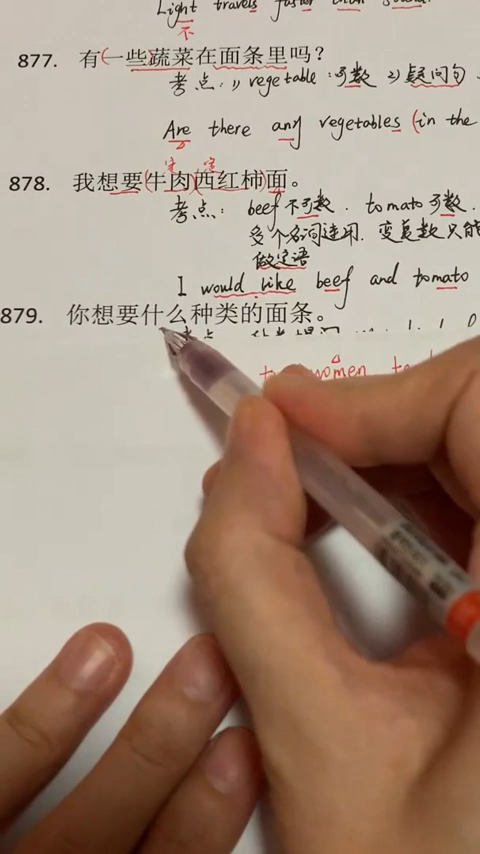 Light travels faster than sound.
不
877. 有(一些)蔬菜在面条里吗?
考点:1) vegetable:可数 2) 疑问句
Are there any vegetables (in the
878. 我想要(牛肉)(西红柿)面。
考点: beef 不可数. tomato 可数.
多个名词连用. 变复数只能
做定语
I would like beef and tomato
879. 你想要什么种类的面条。
women